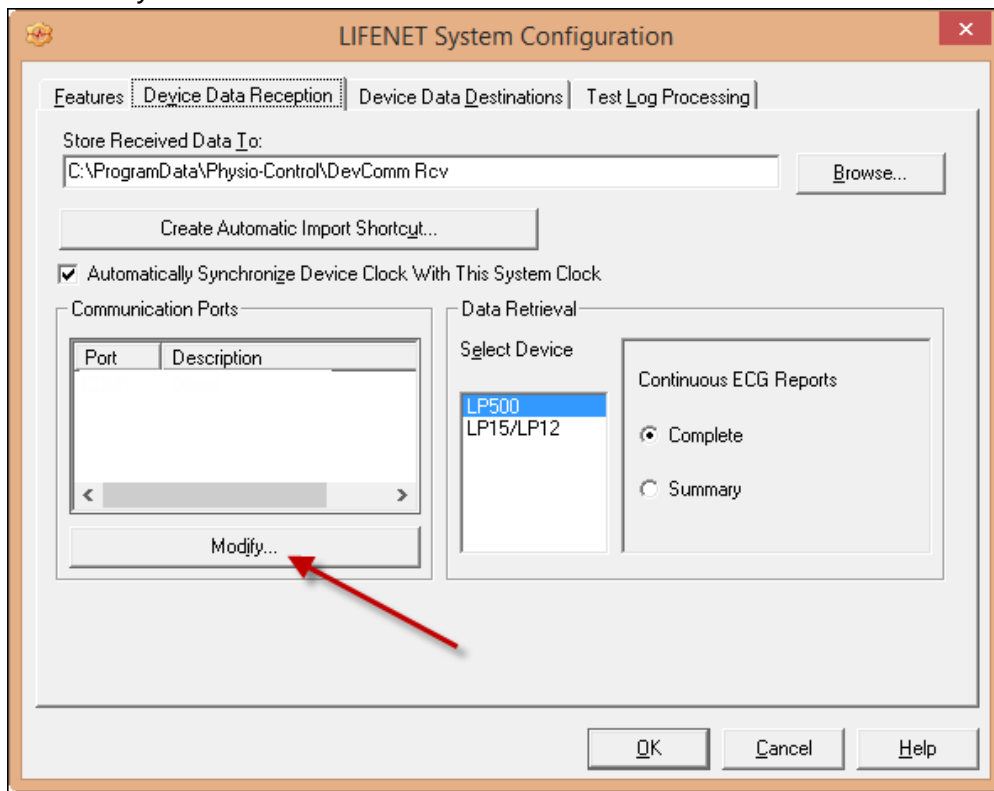 LIFENET System Configuration
Features Device Data Reception Device Data Destinations Test Log Processing
Store Received Data To:
C:\ProgramData\Physio-Control\DevComm Rcv
Browse...
Create Automatic Import Shortcut...
Automatically Synchronize Device Clock With This System Clock
Communication Ports
Port Description
Modify...
Data Retrieval
Select Device
LP500
LP15/LP12
Continuous ECG Reports
Complete
Summary
OK Cancel Help